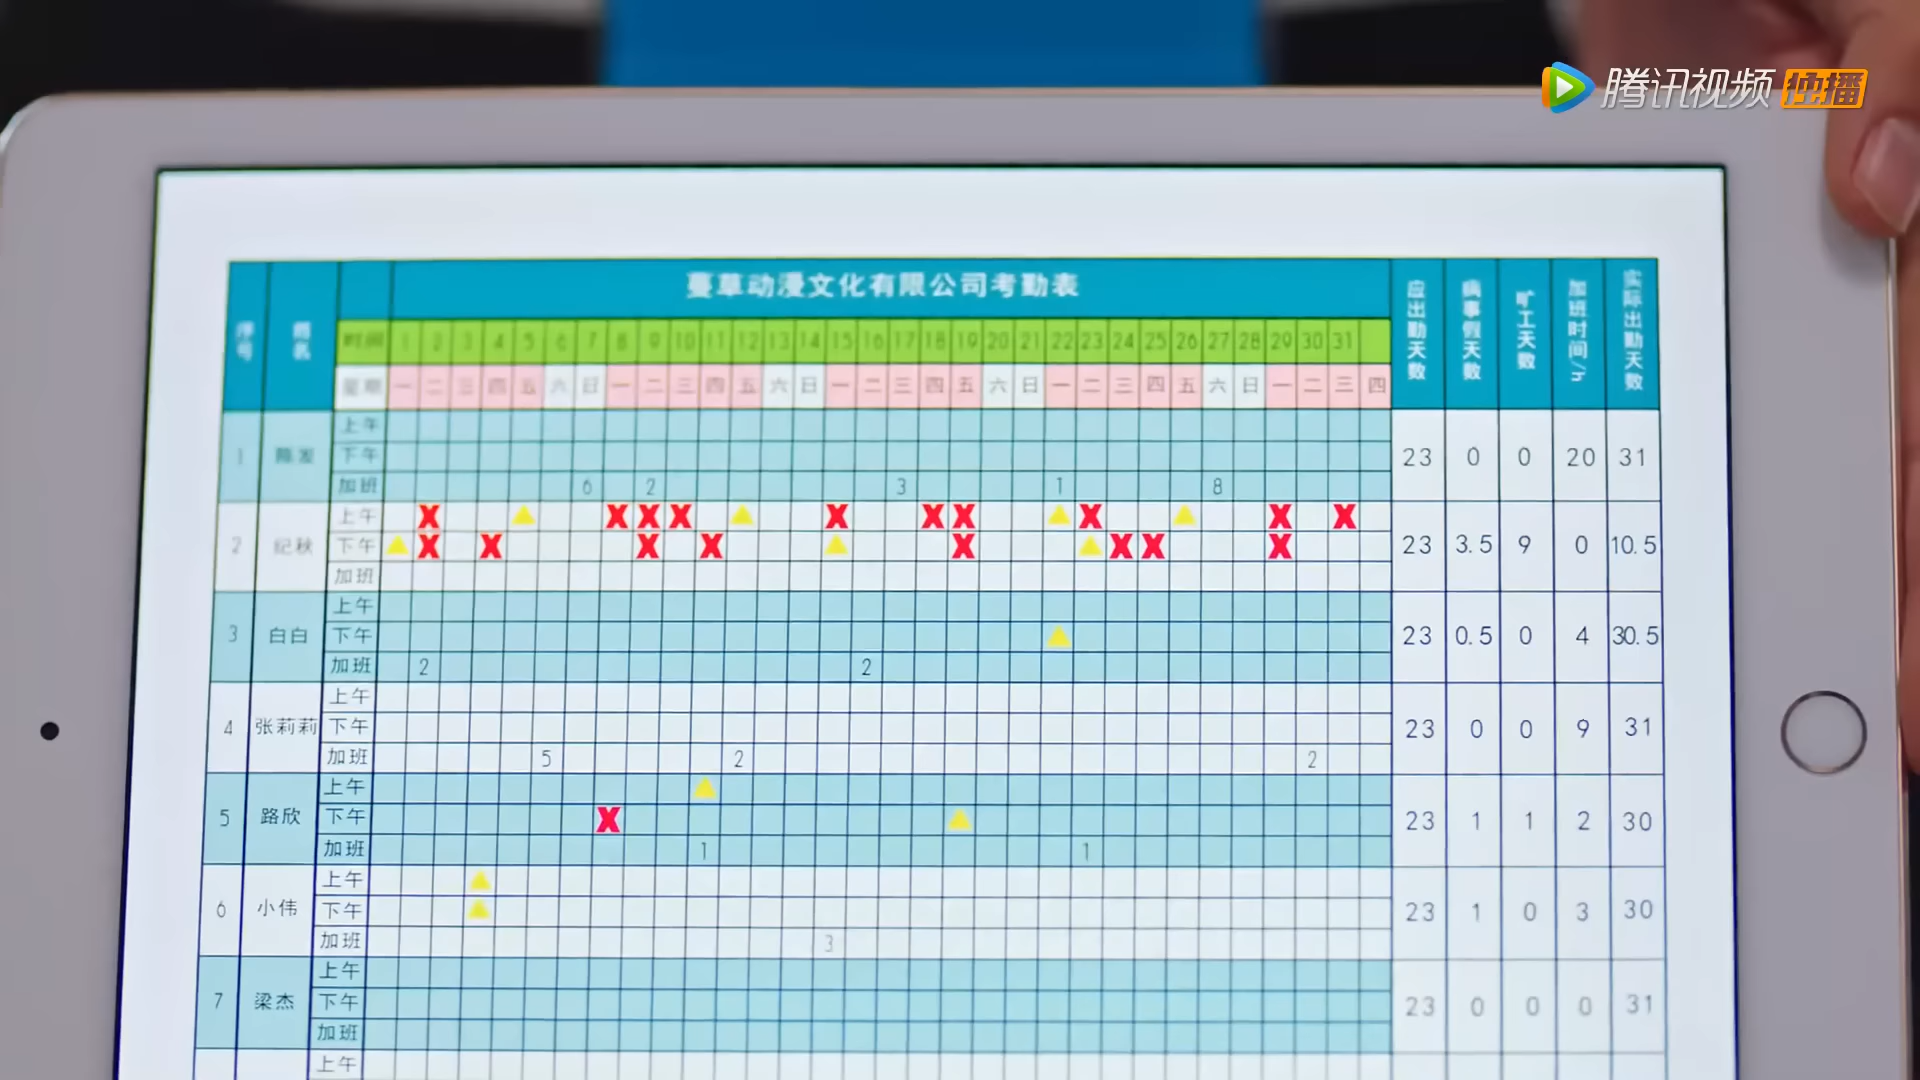 腾讯视频 独播
蔓草动漫文化有限公司考勤表
序号 姓名 时间 1 2 3 4 5 6 7 8 9 10 11 12 13 14 15 16 17 18 19 20 21 22 23 24 25 26 27 28 29 30 31 应出勤天数 病事假天数 旷工天数 加班时间/h 实际出勤天数
星期 一 二 三 四 五 六 日 一 二 三 四 五 六 日 一 二 三 四 五 六 日 一 二 三 四 五 六 日 一 二 三 四
上午
1 陈发 下午 23 0 0 20 31
加班 6 2 3 1 8
上午 X X X X X X X X X X
2 纪秋 下午 X X X X X X X X 23 3.5 9 0 10.5
加班
上午
3 白白 下午 23 0.5 0 4 30.5
加班 2 2
上午
4 张莉莉 下午 23 0 0 9 31
加班 5 2 2
上午
5 路欣 下午 X 23 1 1 2 30
加班 1 1
上午
6 小伟 下午 23 1 0 3 30
加班 3
上午
7 梁杰 下午 23 0 0 0 31
加班
上午